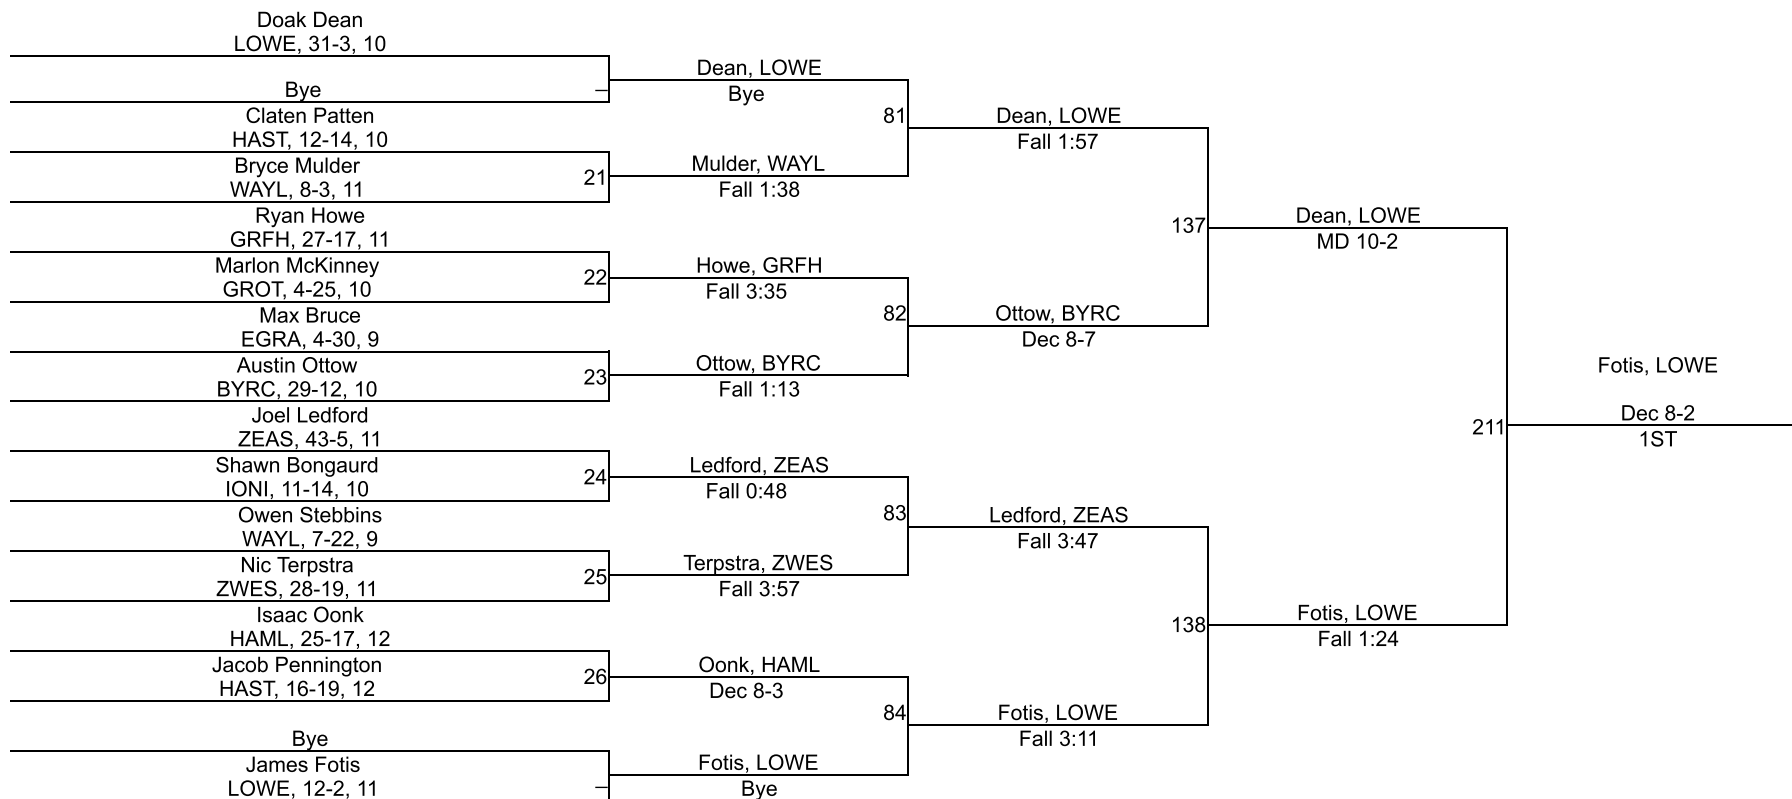 Doak Dean
LOWE, 31-3, 10
Bye
Claten Patten
HAST, 12-14, 10
Bryce Mulder
WAYL, 8-3, 11
Ryan Howe
GRFH, 27-17, 11
Marlon McKinney
GROT, 4-25, 10
Max Bruce
EGRA, 4-30, 9
Austin Ottow
BYRC, 29-12, 10
Joel Ledford
ZEAS, 43-5, 11
Shawn Bongaurd
IONI, 11-14, 10
Owen Stebbins
WAYL, 7-22, 9
Nic Terpstra
ZWES, 28-19, 11
Isaac Oonk
HAML, 25-17, 12
Jacob Pennington
HAST, 16-19, 12
Bye
James Fotis
LOWE, 12-2, 11
–
21
22
23
24
25
26
–
Dean, LOWE
Bye
Mulder, WAYL
Fall 1:38
Howe, GRFH
Fall 3:35
Ottow, BYRC
Fall 1:13
Ledford, ZEAS
Fall 0:48
Terpstra, ZWES
Fall 3:57
Oonk, HAML
Dec 8-3
Fotis, LOWE
Bye
81
82
83
84
Dean, LOWE
Fall 1:57
Ottow, BYRC
Dec 8-7
Ledford, ZEAS
Fall 3:47
Fotis, LOWE
Fall 3:11
137
138
Dean, LOWE
MD 10-2
Fotis, LOWE
Fall 1:24
211
Fotis, LOWE
Dec 8-2
1ST